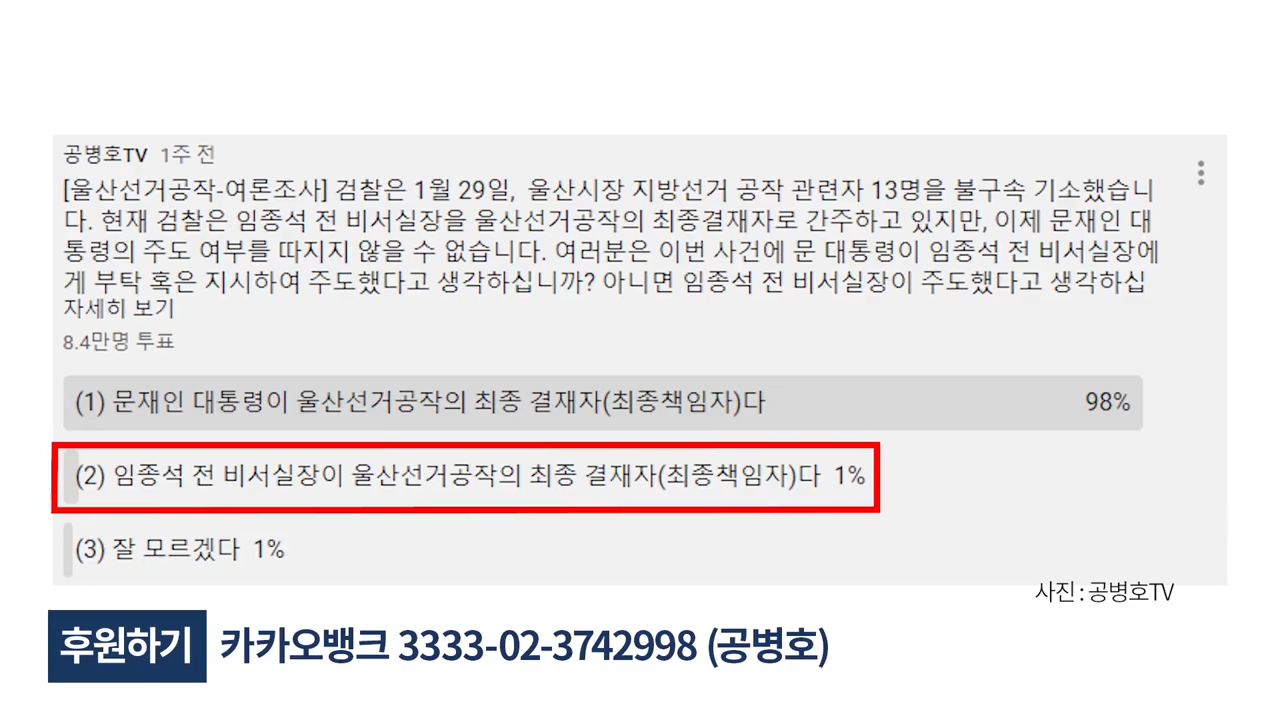 공병호TV 1주 전
[울산선거공작-여론조사] 검찰은 1월 29일, 울산시장 지방선거 공작 관련자 13명을 불구속 기소했습니
다. 현재 검찰은 임종석 전 비서실장을 울산선거공작의 최종결재자로 간주하고 있지만, 이제 문재인 대
통령의 주도 여부를 따지지 않을 수 없습니다. 여러분은 이번 사건에 문 대통령이 임종석 전 비서실장에
게 부탁 혹은 지시하여 주도했다고 생각하십니까? 아니면 임종석 전 비서실장이 주도했다고 생각하십
자세히 보기
8.4만명 투표
(1) 문재인 대통령이 울산선거공작의 최종 결재자(최종책임자)다 98%
(2) 임종석 전 비서실장이 울산선거공작의 최종 결재자(최종책임자)다 1%
(3) 잘 모르겠다 1%
사진 : 공병호TV
후원하기 카카오뱅크 3333-02-3742998 (공병호)